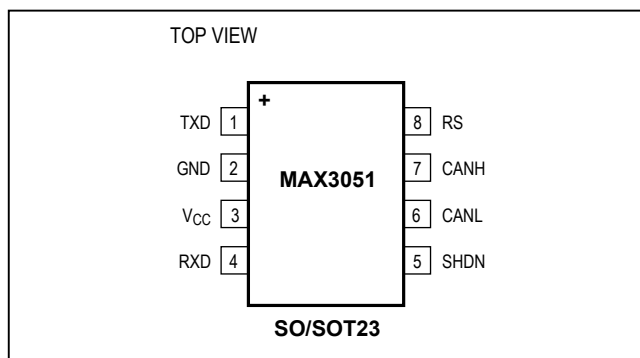 TOP VIEW
+
TXD 1 8 RS
GND 2 7 CANH
MAX3051
VCC 3 6 CANL
RXD 4 5 SHDN
SO/SOT23